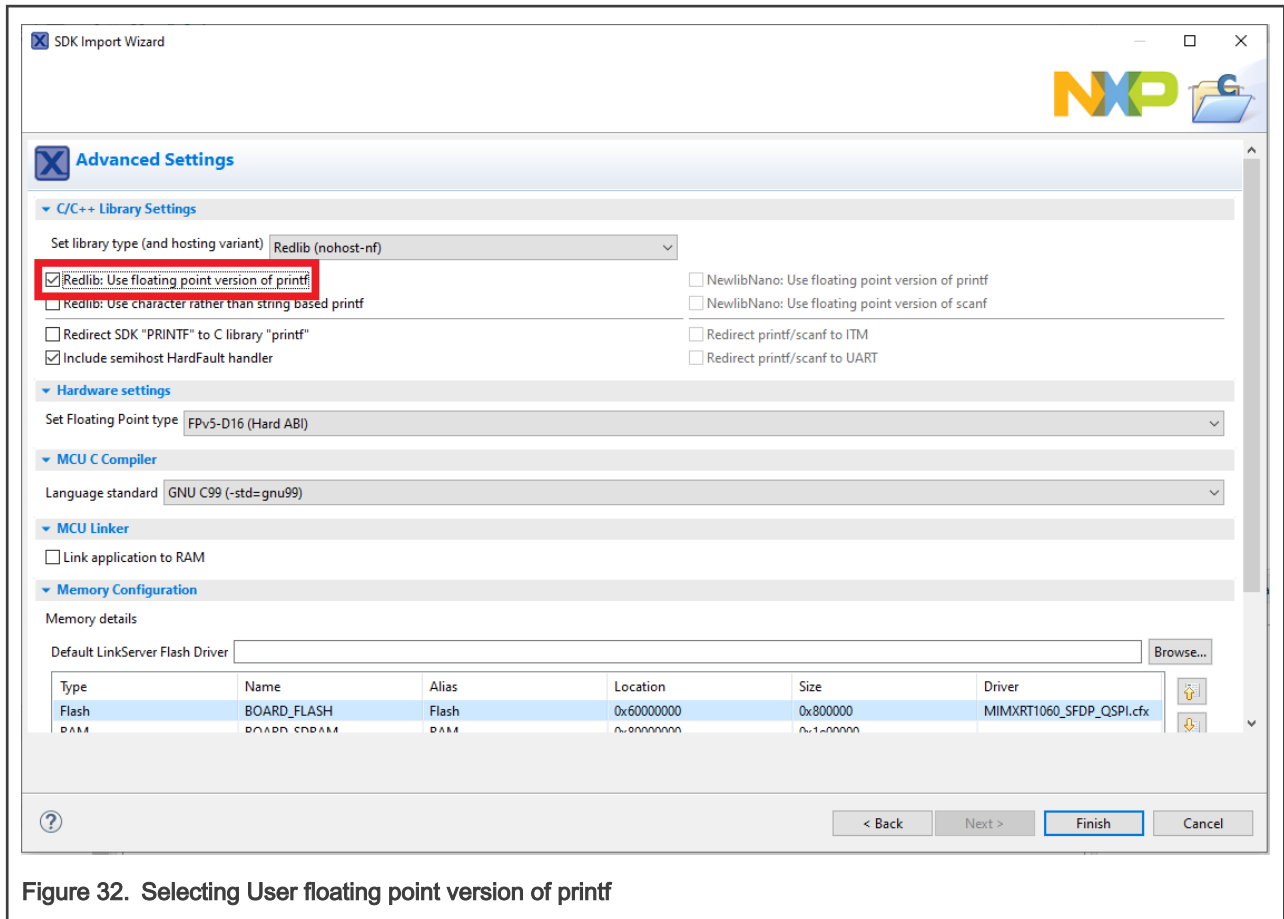 SDK Import Wizard
NXP
C
Advanced Settings
C/C++ Library Settings
Set library type (and hosting variant) Redlib (nohost-nf)
Redlib: Use floating point version of printf NewlibNano: Use floating point version of printf
Redlib: Use character rather than string based printf NewlibNano: Use floating point version of scanf
Redirect SDK "PRINTF" to C library "printf" Redirect printf/scanf to ITM
Include semihost HardFault handler Redirect printf/scanf to UART
Hardware settings
Set Floating Point type FPv5-D16 (Hard ABI)
MCU C Compiler
Language standard GNU C99 (-std=gnu99)
MCU Linker
Link application to RAM
Memory Configuration
Memory details
Default LinkServer Flash Driver Browse...
Type Name Alias Location Size Driver
Flash BOARD_FLASH Flash 0x60000000 0x800000 MIMXRT1060_SFDP_QSPI.cfx
RAM BOARD_SDRAM RAM 0x80000000 0x1e00000
? < Back Next > Finish Cancel
Figure 32. Selecting User floating point version of printf